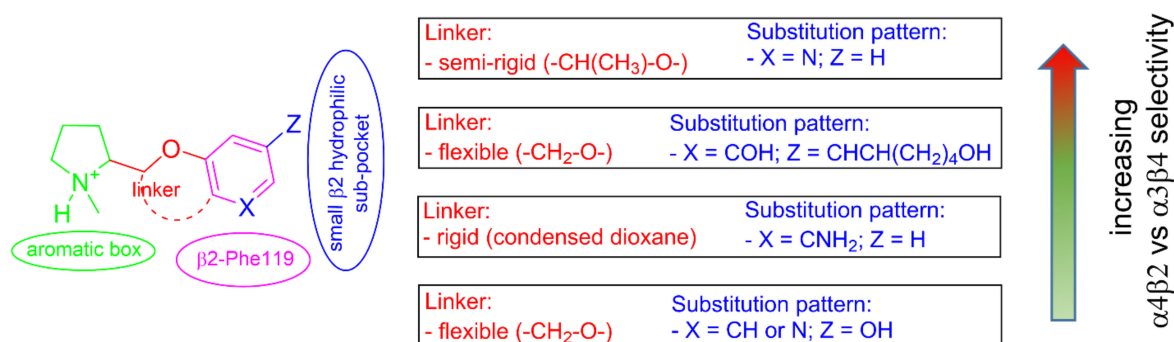 N+
H
O
linker
X
Z
aromatic box
β2-Phe119
small β2 hydrophilic
sub-pocket
Linker:
- semi-rigid (-CH(CH₃)-O-)
Substitution pattern:
- X = N; Z = H
Linker:
- flexible (-CH₂-O-)
Substitution pattern:
- X = COH; Z = CHCH(CH₂)₄OH
Linker:
- rigid (condensed dioxane)
Substitution pattern:
- X = CNH₂; Z = H
Linker:
- flexible (-CH₂-O-)
Substitution pattern:
- X = CH or N; Z = OH
increasing
α4β2 vs α3β4 selectivity